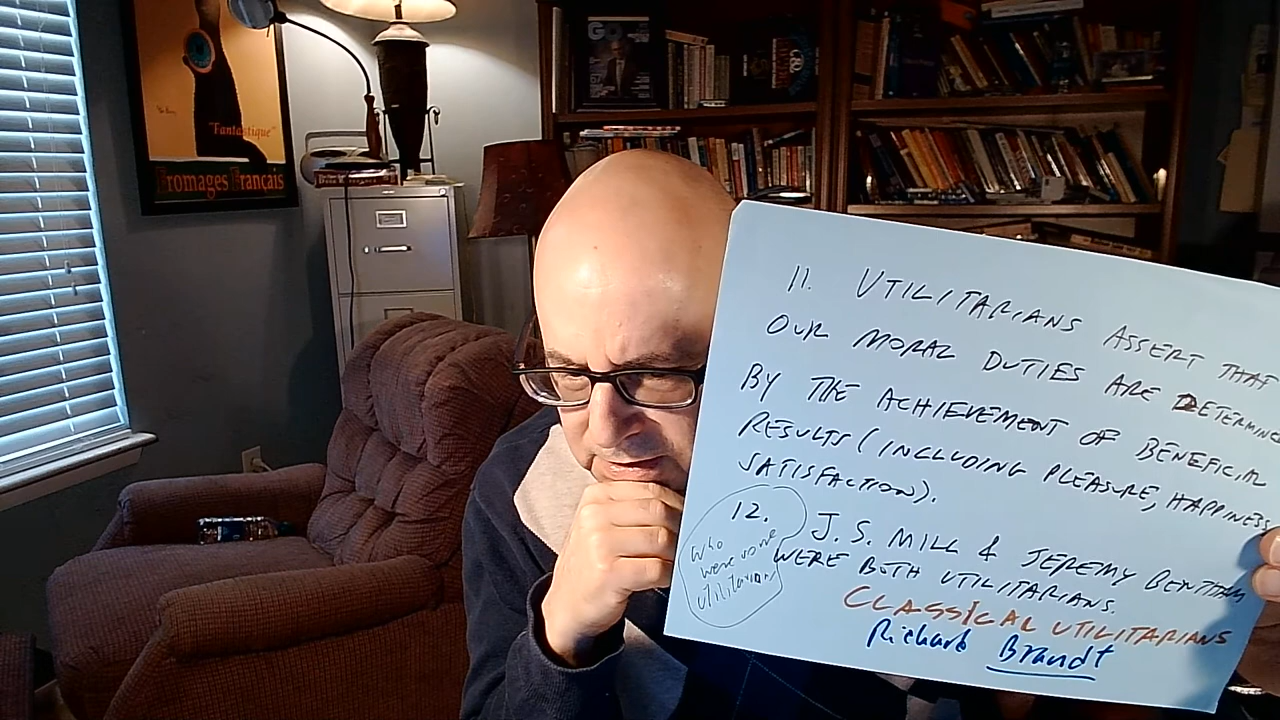 "Fantastique"
Fromages Français
GQ
11. UTILITARIANS ASSERT THAT
OUR MORAL DUTIES ARE DETERMINE
BY THE ACHIEVEMENT OF BENEFICIAL
RESULTS (INCLUDING PLEASURE, HAPPINESS
SATISFACTION).
12. J. S. MILL & JEREMY BENTHAM
WERE BOTH UTILITARIANS.
Who
were some
utilitarians
CLASSICAL UTILITARIANS
Richard Brandt